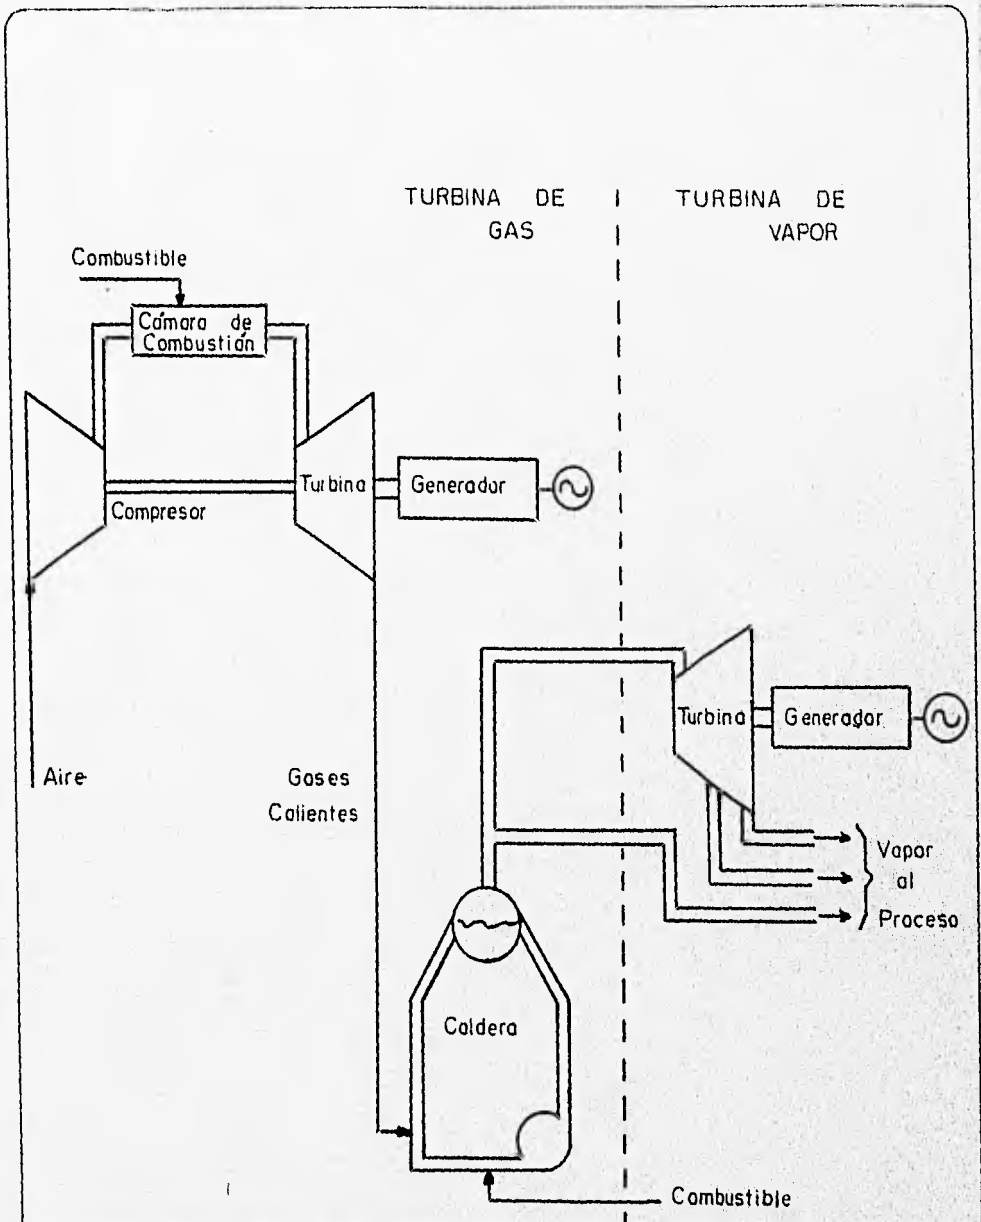 TURBINA DE
GAS
TURBINA DE
VAPOR
Combustible
Cámara de
Combustián
Compresor
Turbina
Generador
Aire
Gases
Calientes
Turbina
Generador
Vapor
al
Proceso
Caldera
Combustible